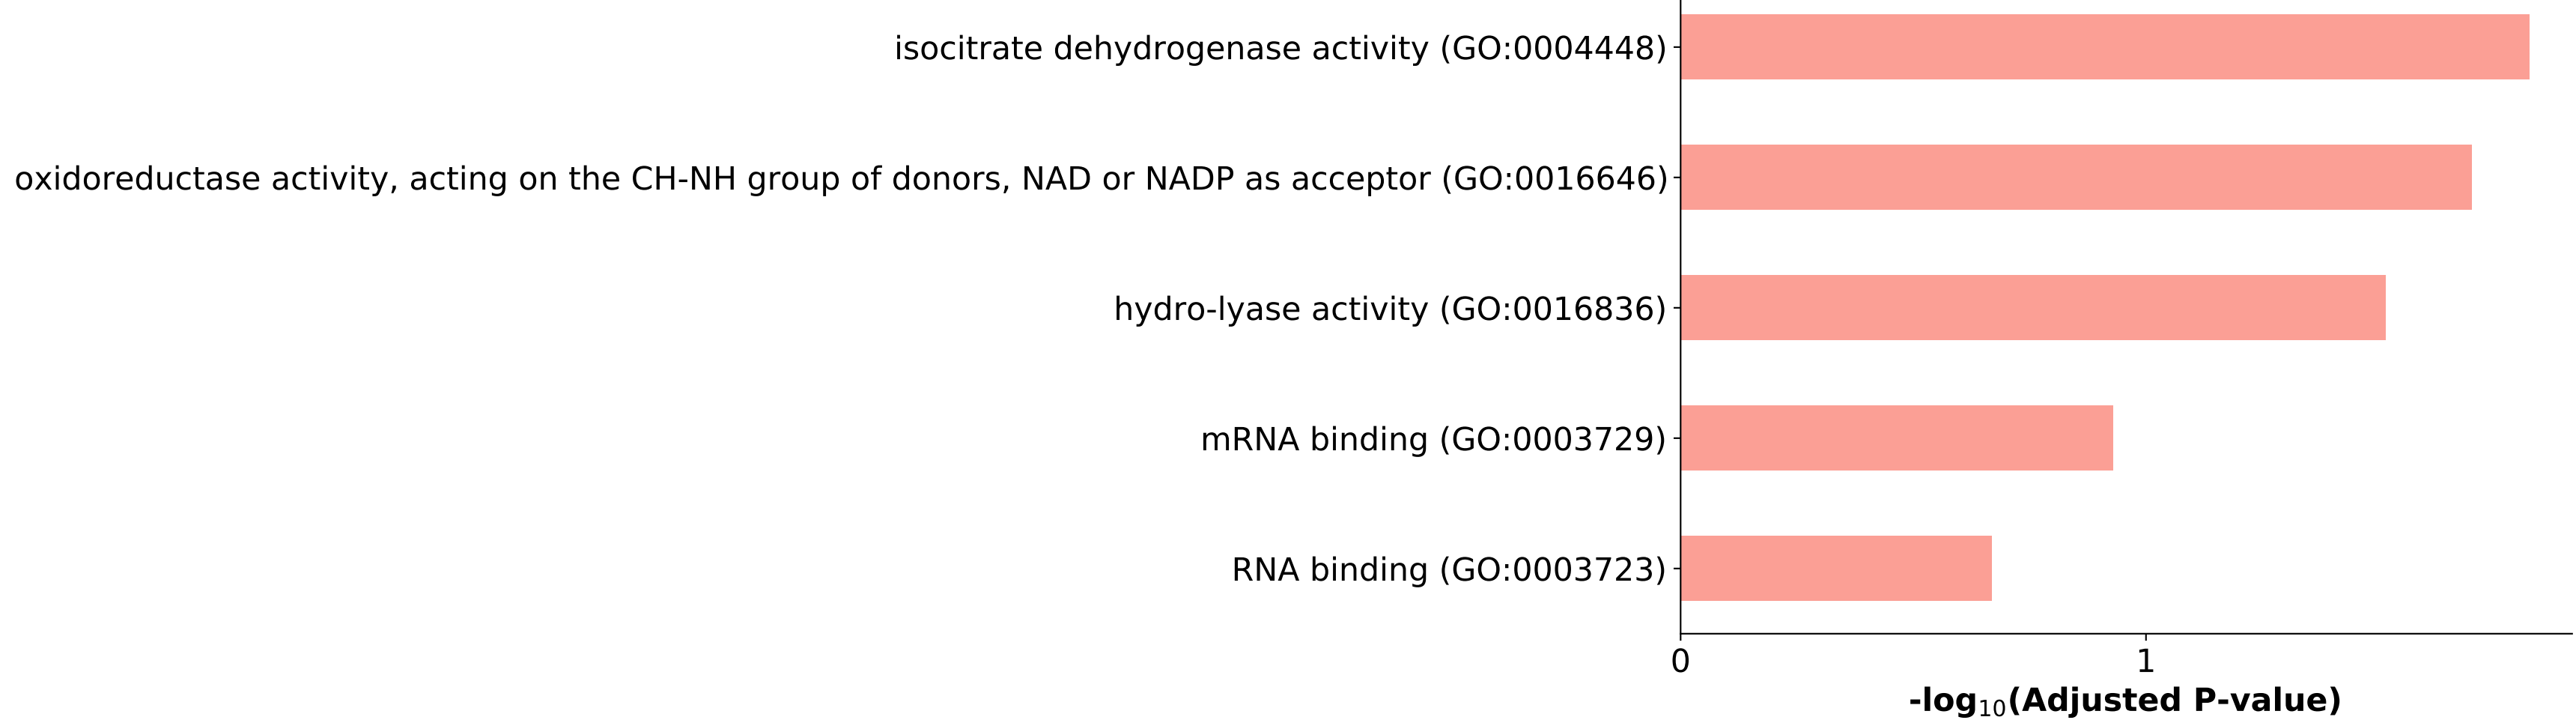 isocitrate dehydrogenase activity (GO:0004448)
oxidoreductase activity, acting on the CH-NH group of donors, NAD or NADP as acceptor (GO:0016646)
hydro-lyase activity (GO:0016836)
mRNA binding (GO:0003729)
RNA binding (GO:0003723)
0 1
-log₁₀(Adjusted P-value)